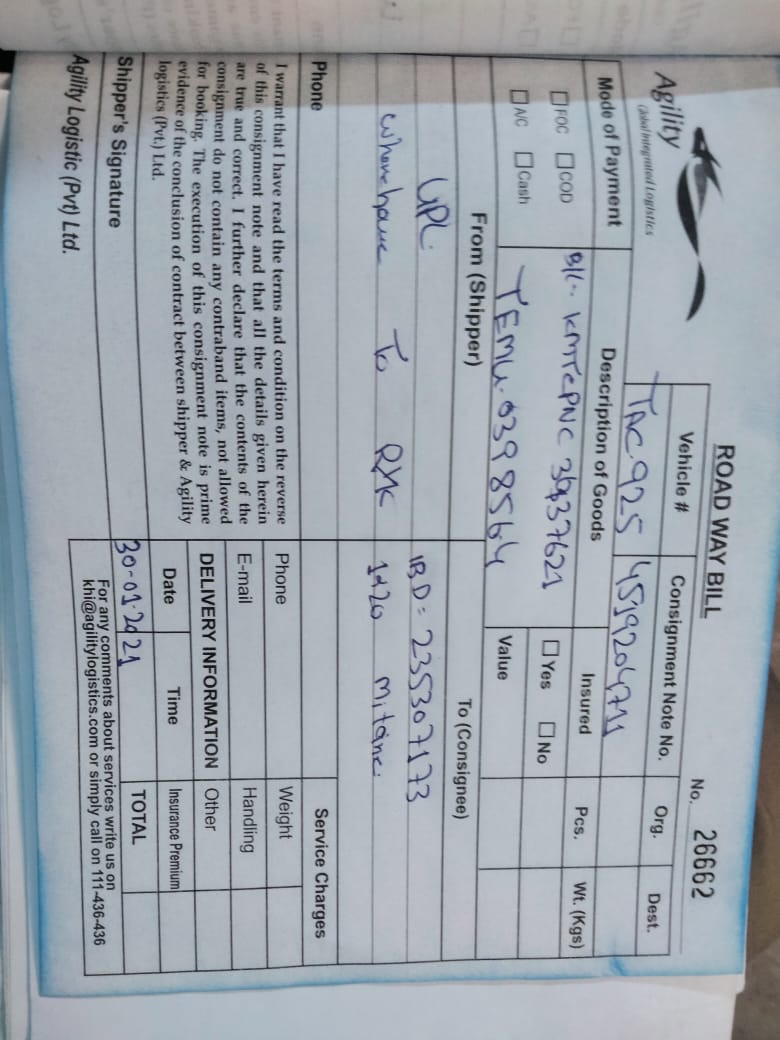 ROAD WAY BILL
No. 26662
Agility
Global Integrated Logistics
Vehicle #
Consignment Note No.
Org.
Dest.
TAC.925
4519204711
Mode of Payment
Description of Goods
Insured
Pcs.
Wt. (Kgs)
FOC COD
B/L-
Yes No
A/C Cash
TEMU.0398564
Value
From (Shipper)
To (Consignee)
UPL
IBD= 235307173
To RYK
1x20
Phone
Service Charges
I warrant that I have read the terms and condition on the reverse
of this consignment note and that all the details given herein
are true and correct. I further declare that the contents of the
consignment do not contain any contraband items, not allowed
for booking. The execution of this consignment note is prime
evidence of the conclusion of contract between shipper & Agility
logistics (Pvt.) Ltd.
Phone
Weight
E-mail
Handling
DELIVERY INFORMATION
Other
Date
Time
Insurance Premium
30-01-2021
TOTAL
Shipper's Signature
For any comments about services write us on
khi@agilitylogistics.com or simply call on 111-436-436
Agility Logistic (Pvt) Ltd.